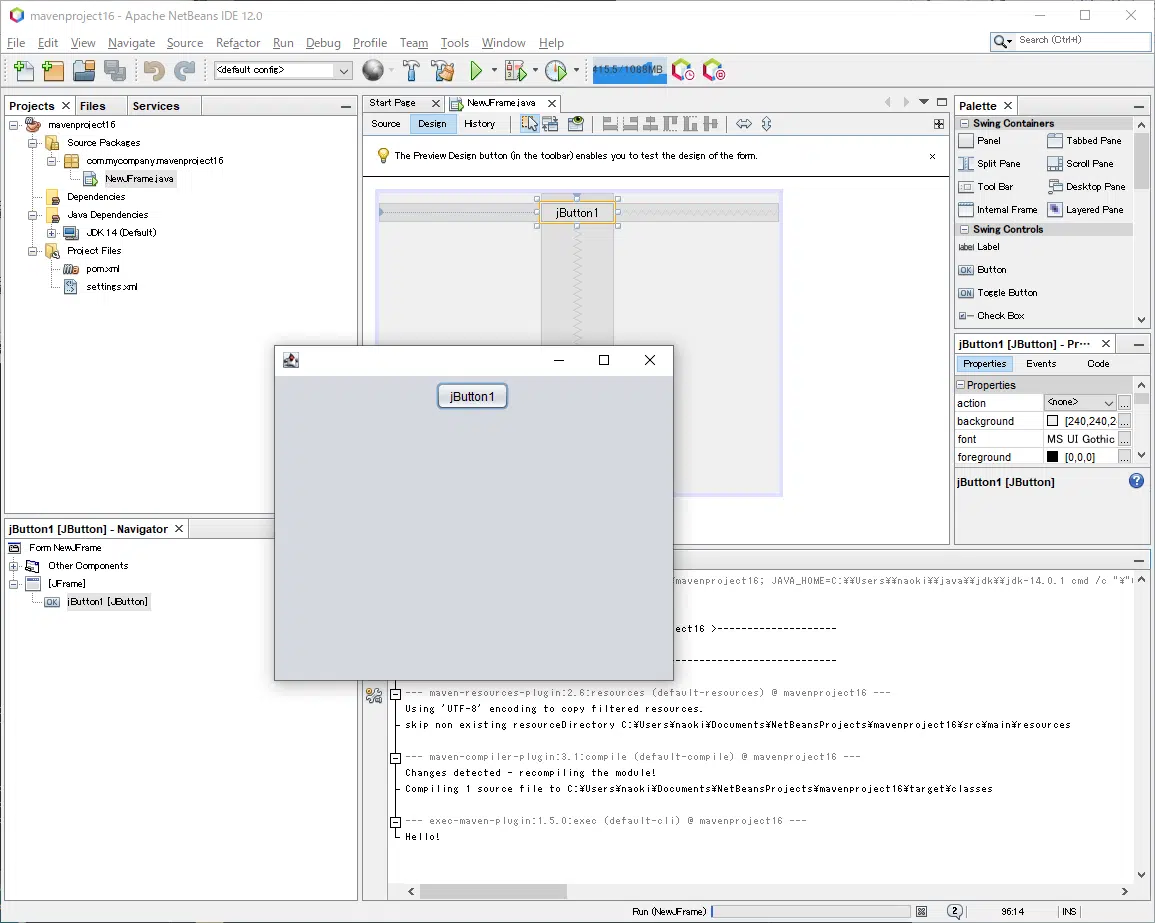 mavenproject16 - Apache NetBeans IDE 12.0
File Edit View Navigate Source Refactor Run Debug Profile Team Tools Window Help
Search (Ctrl+I)
<default config>
415.5/1088MB
Projects Files Services
mavenproject16
Source Packages
com.mycompany.mavenproject16
NewJFrame.java
Dependencies
Java Dependencies
JDK 14 (Default)
Project Files
pom.xml
settings.xml
Start Page NewJFrame.java
Source Design History
The Preview Design button (in the toolbar) enables you to test the design of the form.
jButton1
Palette
Swing Containers
Panel Tabbed Pane
Split Pane Scroll Pane
Tool Bar Desktop Pane
Internal Frame Layered Pane
Swing Controls
label Label
OK Button
ON Toggle Button
Check Box
jButton1 [JButton] - Pr...
Properties Events Code
Properties
action <none> ...
background [240,240,2 ...
font MS UI Gothic ...
foreground [0,0,0] ...
jButton1 [JButton]
jButton1
jButton1 [JButton] - Navigator
Form NewJFrame
Other Components
[JFrame]
OK jButton1 [JButton]
mavenproject16; JAVA_HOME=C:¥¥Users¥¥naoki¥¥java¥¥jdk¥¥jdk-14.0.1 cmd /c "¥"
ect16 >--------------------
---------------------------
--- maven-resources-plugin:2.6:resources (default-resources) @ mavenproject16 ---
Using 'UTF-8' encoding to copy filtered resources.
skip non existing resourceDirectory C:¥Users¥naoki¥Documents¥NetBeansProjects¥mavenproject16¥src¥main¥resources
--- maven-compiler-plugin:3.1:compile (default-compile) @ mavenproject16 ---
Changes detected - recompiling the module!
Compiling 1 source file to C:¥Users¥naoki¥Documents¥NetBeansProjects¥mavenproject16¥target¥classes
--- exec-maven-plugin:1.5.0:exec (default-cli) @ mavenproject16 ---
Hello!
Run (NewJFrame) 2 96:14 INS